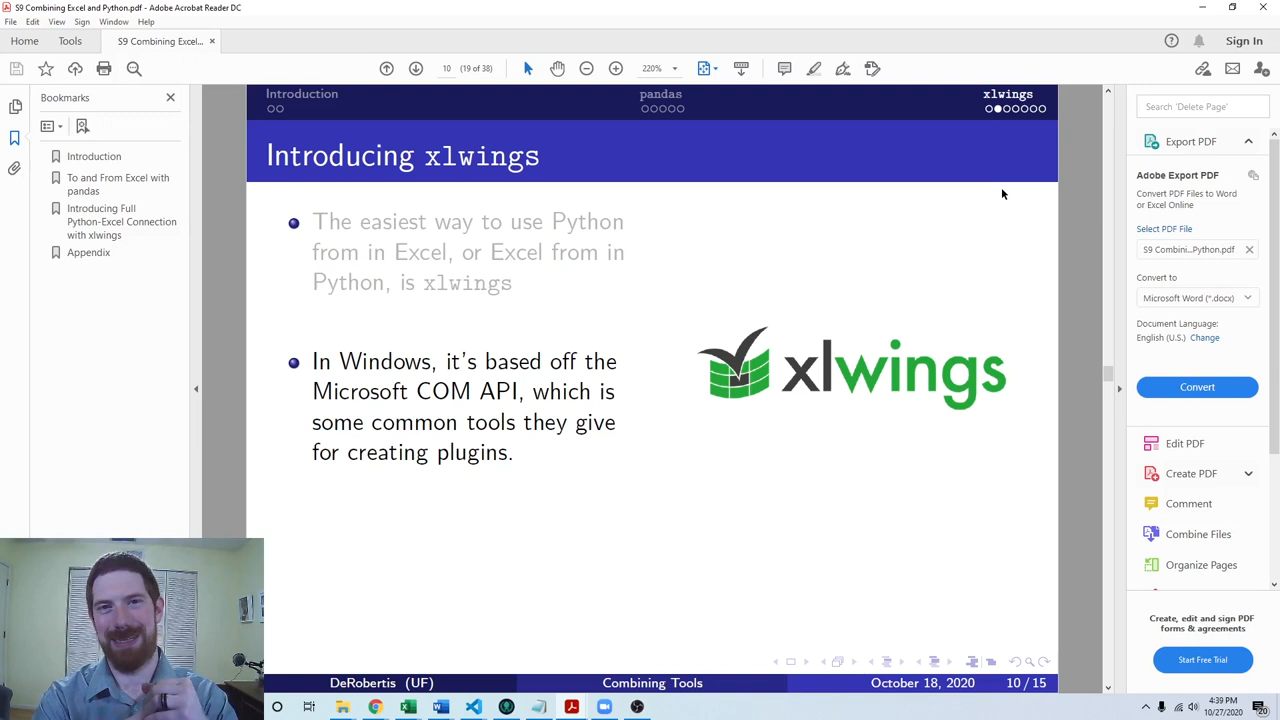 S9 Combining Excel and Python.pdf - Adobe Acrobat Reader DC
File Edit View Sign Window Help
Home Tools S9 Combining Excel... × Sign In
10 (19 of 38) 220%
Bookmarks
Introduction
To and From Excel with
pandas
Introducing Full
Python-Excel Connection
with xlwings
Appendix
Introduction pandas xlwings
Introducing xlwings
The easiest way to use Python
from in Excel, or Excel from in
Python, is xlwings
In Windows, it's based off the
Microsoft COM API, which is
some common tools they give
for creating plugins.
xlwings
DeRobertis (UF) Combining Tools October 18, 2020 10 / 15
Search 'Delete Page'
Export PDF
Adobe Export PDF
Convert PDF Files to Word
or Excel Online
Select PDF File
S9 Combini...Python.pdf
Convert to
Microsoft Word (*.docx)
Document Language:
English (U.S.) Change
Convert
Edit PDF
Create PDF
Comment
Combine Files
Organize Pages
Create, edit and sign PDF
forms & agreements
Start Free Trial
4:39 PM
10/27/2020
20